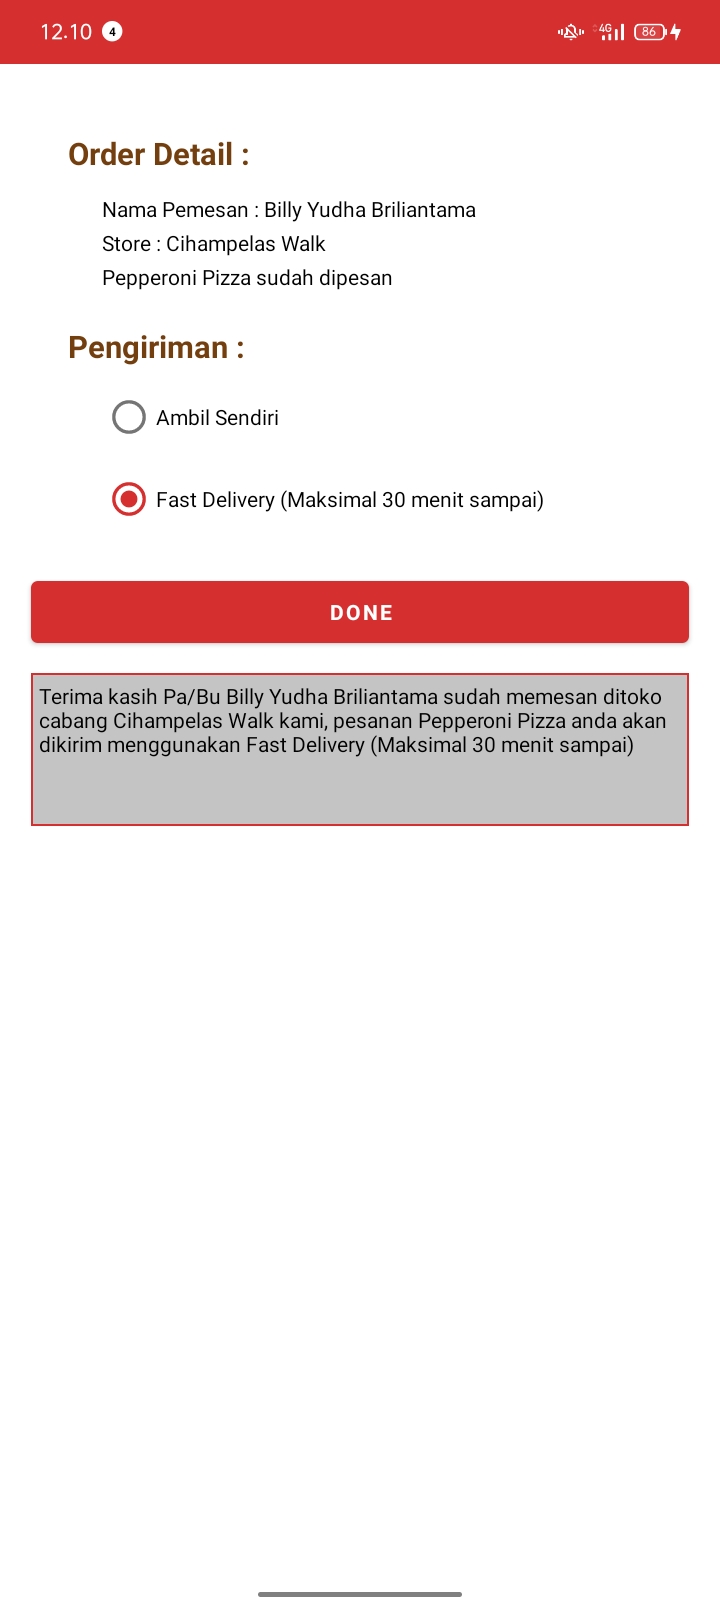 12.10 4 4G 86
Order Detail :
Nama Pemesan : Billy Yudha Briliantama
Store : Cihampelas Walk
Pepperoni Pizza sudah dipesan
Pengiriman :
Ambil Sendiri
Fast Delivery (Maksimal 30 menit sampai)
DONE
Terima kasih Pa/Bu Billy Yudha Briliantama sudah memesan ditoko
cabang Cihampelas Walk kami, pesanan Pepperoni Pizza anda akan
dikirim menggunakan Fast Delivery (Maksimal 30 menit sampai)